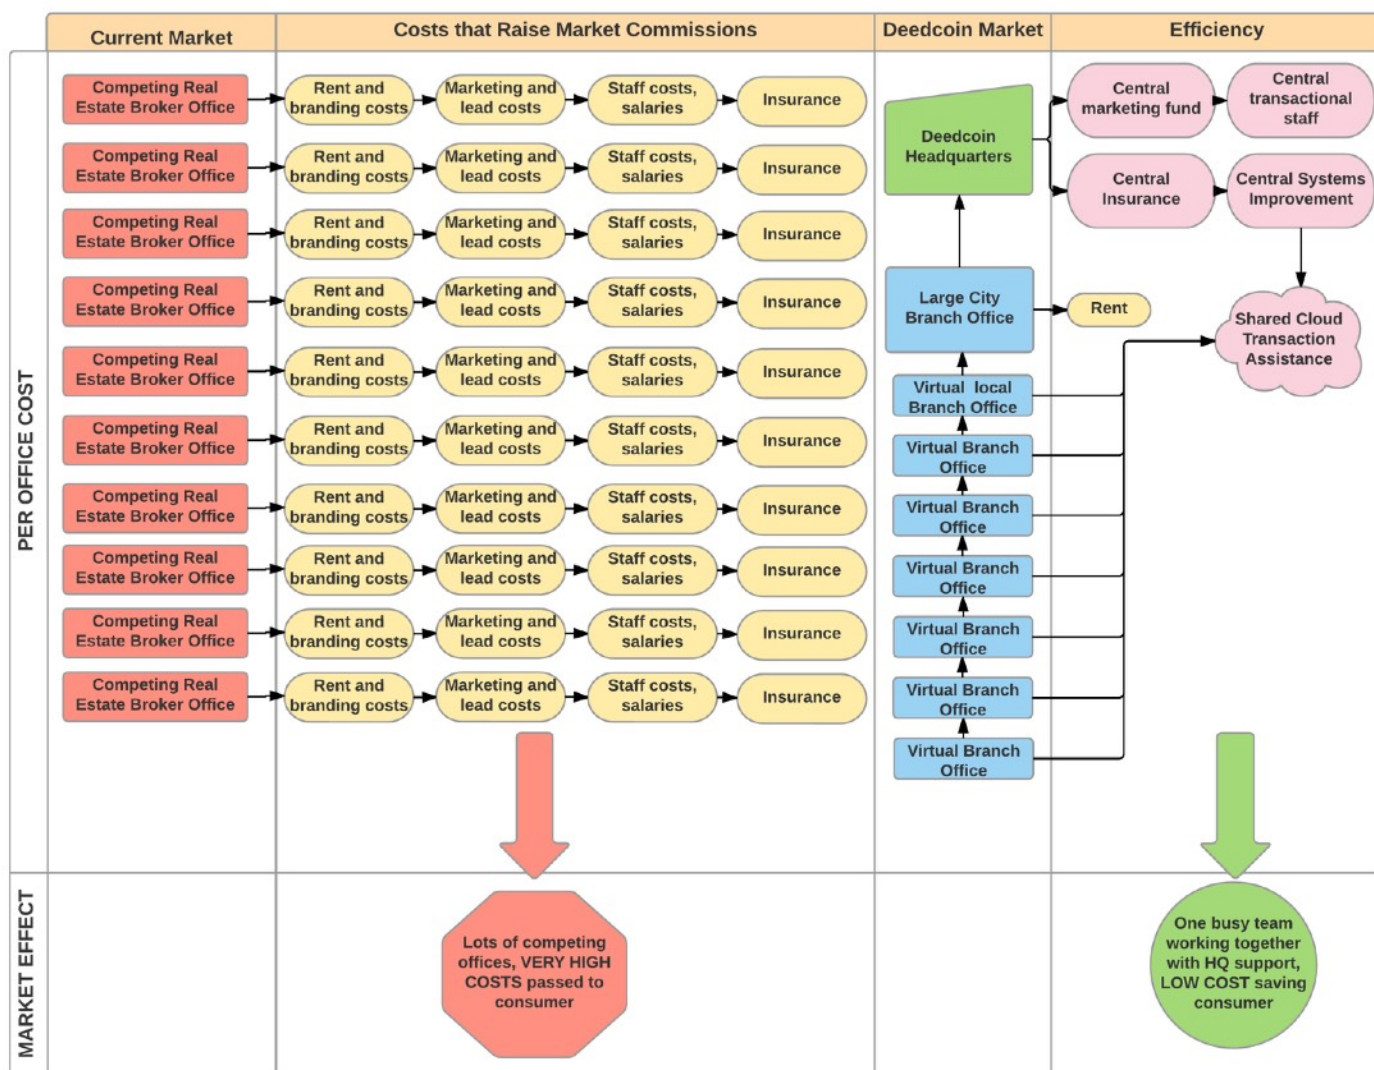 Current Market
Costs that Raise Market Commissions
Deedcoin Market
Efficiency
PER OFFICE COST
Competing Real
Estate Broker Office
Rent and
branding costs
Marketing and
lead costs
Staff costs,
salaries
Insurance
Competing Real
Estate Broker Office
Rent and
branding costs
Marketing and
lead costs
Staff costs,
salaries
Insurance
Competing Real
Estate Broker Office
Rent and
branding costs
Marketing and
lead costs
Staff costs,
salaries
Insurance
Competing Real
Estate Broker Office
Rent and
branding costs
Marketing and
lead costs
Staff costs,
salaries
Insurance
Competing Real
Estate Broker Office
Rent and
branding costs
Marketing and
lead costs
Staff costs,
salaries
Insurance
Competing Real
Estate Broker Office
Rent and
branding costs
Marketing and
lead costs
Staff costs,
salaries
Insurance
Competing Real
Estate Broker Office
Rent and
branding costs
Marketing and
lead costs
Staff costs,
salaries
Insurance
Competing Real
Estate Broker Office
Rent and
branding costs
Marketing and
lead costs
Staff costs,
salaries
Insurance
Competing Real
Estate Broker Office
Rent and
branding costs
Marketing and
lead costs
Staff costs,
salaries
Insurance
Competing Real
Estate Broker Office
Rent and
branding costs
Marketing and
lead costs
Staff costs,
salaries
Insurance
Deedcoin
Headquarters
Large City
Branch Office
Virtual local
Branch Office
Virtual Branch
Office
Virtual Branch
Office
Virtual Branch
Office
Virtual Branch
Office
Virtual Branch
Office
Virtual Branch
Office
Central
marketing fund
Central
transactional
staff
Central
Insurance
Central Systems
Improvement
Rent
Shared Cloud
Transaction
Assistance
MARKET EFFECT
Lots of competing
offices, VERY HIGH
COSTS passed to
consumer
One busy team
working together
with HQ support,
LOW COST saving
consumer